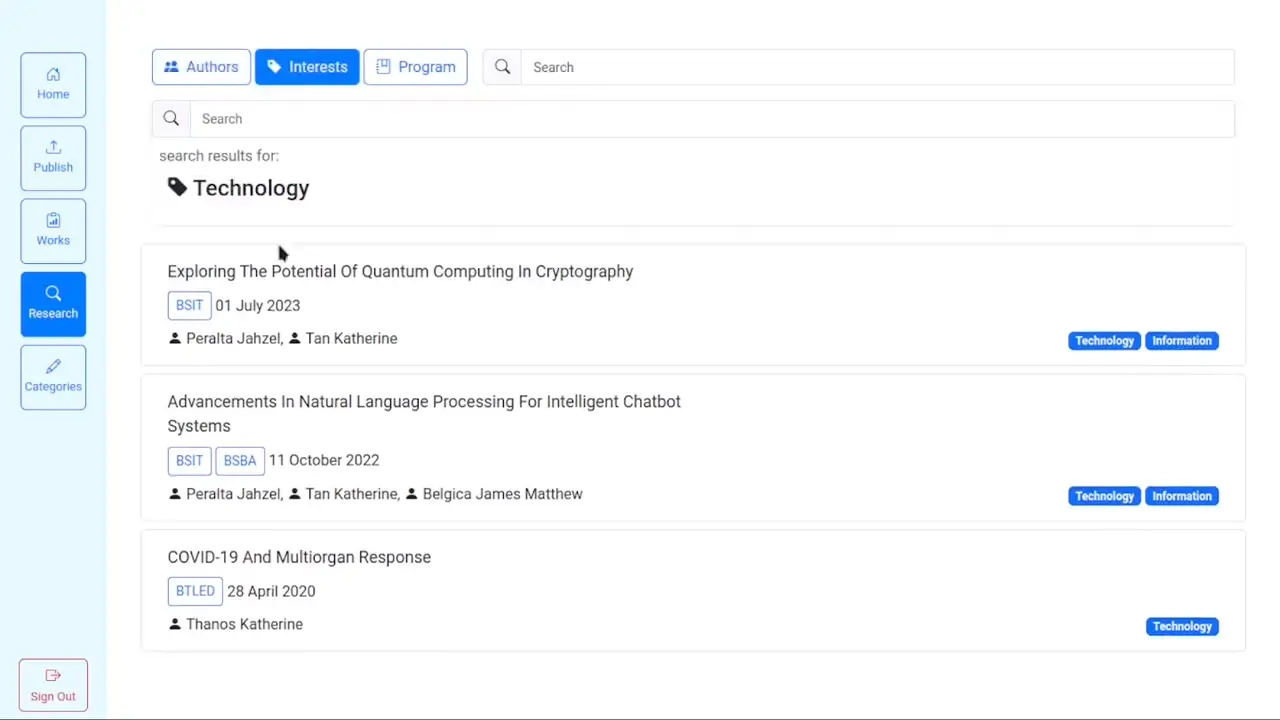 Home
Publish
Works
Research
Categories
Sign Out
Authors Interests Program Search
Search
search results for:
Technology
Exploring The Potential Of Quantum Computing In Cryptography
BSIT 01 July 2023
Peralta Jahzel, Tan Katherine
Technology Information
Advancements In Natural Language Processing For Intelligent Chatbot
Systems
BSIT BSBA 11 October 2022
Peralta Jahzel, Tan Katherine, Belgica James Matthew
Technology Information
COVID-19 And Multiorgan Response
BTLED 28 April 2020
Thanos Katherine
Technology